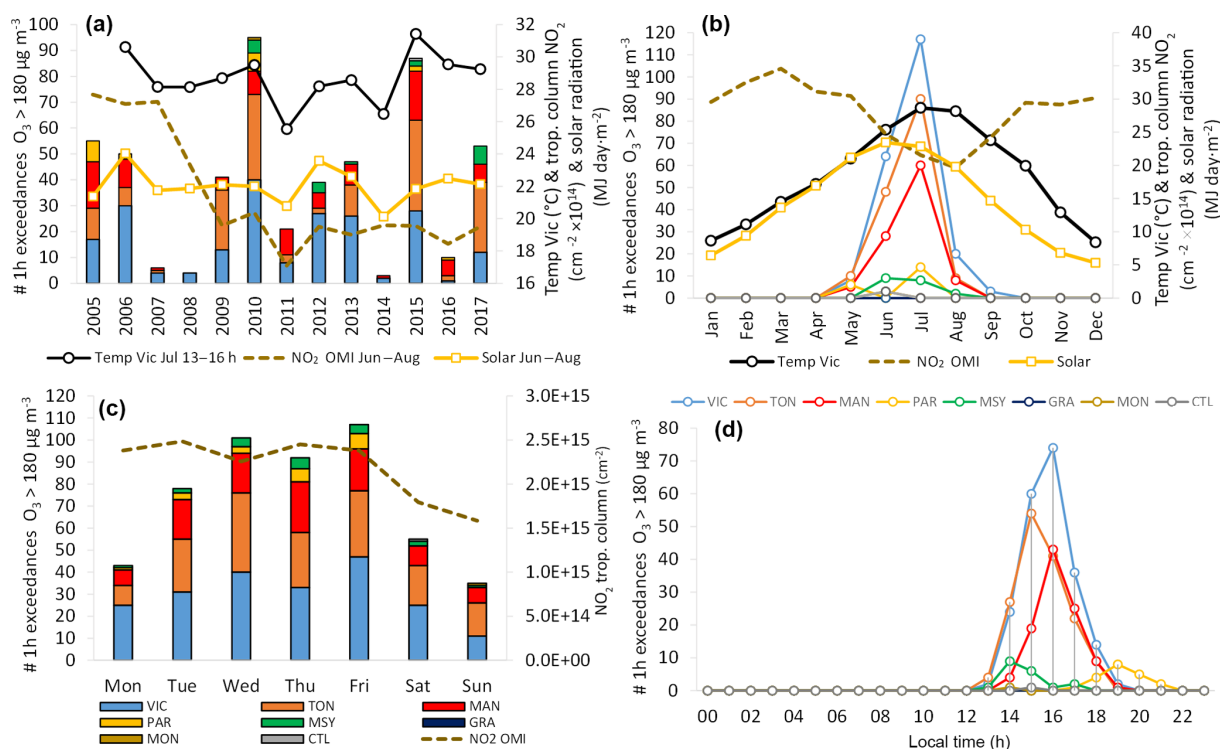 (a)
# 1h exceedances O₃ > 180 µg m⁻³
100
90
80
70
60
50
40
30
20
10
0
32
30
28
26
24
22
20
18
16
Temp Vic (°C) & trop. column NO₂
(cm⁻² ×10¹⁴) & solar radiation
(MJ day·m⁻²)
2005 2006 2007 2008 2009 2010 2011 2012 2013 2014 2015 2016 2017
Temp Vic Jul 13–16 h NO₂ OMI Jun–Aug Solar Jun–Aug
(b)
# 1h exceedances O₃ > 180 µg m⁻³
120
110
100
90
80
70
60
50
40
30
20
10
0
40
35
30
25
20
15
10
5
0
Temp Vic (°C) & trop. column NO₂
(cm⁻² ×10¹⁴) & solar radiation
(MJ day·m⁻²)
Jan Feb Mar Apr May Jun Jul Aug Sep Oct Nov Dec
Temp Vic NO₂ OMI Solar
VIC TON MAN PAR MSY GRA MON CTL
(c)
# 1h exceedances O₃ > 180 µg m⁻³
120
110
100
90
80
70
60
50
40
30
20
10
0
3.0E+15
2.5E+15
2.0E+15
1.5E+15
1.0E+15
5.0E+14
0.0E+00
NO₂ trop. column (cm⁻²)
Mon Tue Wed Thu Fri Sat Sun
VIC TON MAN
PAR MSY GRA
MON CTL NO2 OMI
(d)
# 1h exceedances O₃ > 180 µg m⁻³
80
70
60
50
40
30
20
10
0
00 02 04 06 08 10 12 14 16 18 20 22
Local time (h)